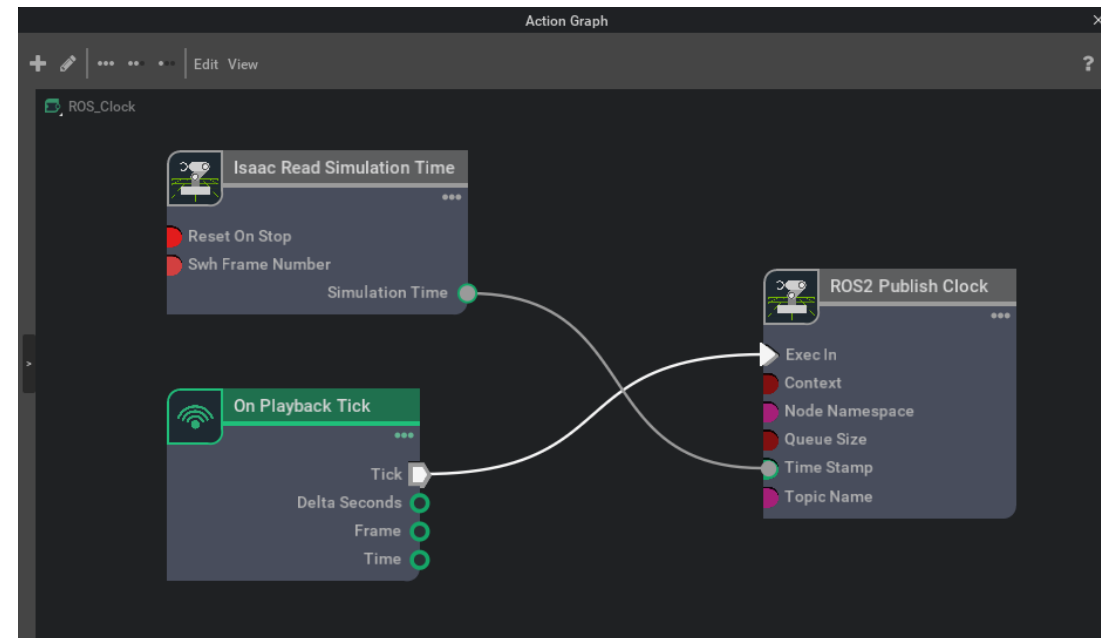 Action Graph
Edit View
?
ROS_Clock
Isaac Read Simulation Time
Reset On Stop
Swh Frame Number
Simulation Time
On Playback Tick
Tick
Delta Seconds
Frame
Time
ROS2 Publish Clock
Exec In
Context
Node Namespace
Queue Size
Time Stamp
Topic Name